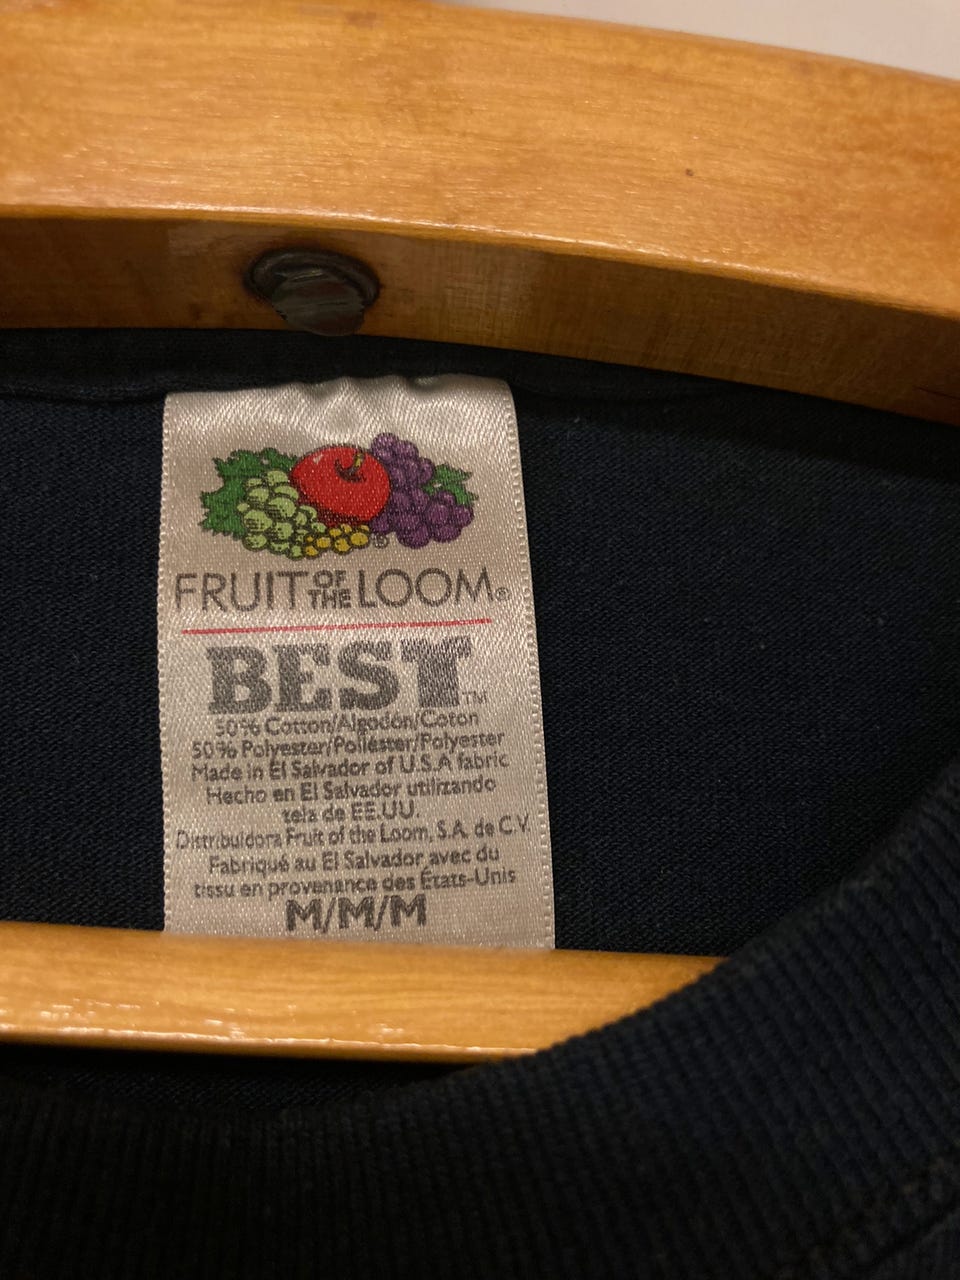 FRUIT OF THE LOOM®
BEST™
50% Cotton/Algodón/Coton
50% Polyester/Poliester/Polyester
Made in El Salvador of U.S.A fabric
Hecho en El Salvador utilizando
tela de EE.UU.
Distribuidora Fruit of the Loom, S.A. de C.V.
Fabriqué au El Salvador avec du
tissu en provenance des États-Unis
M/M/M